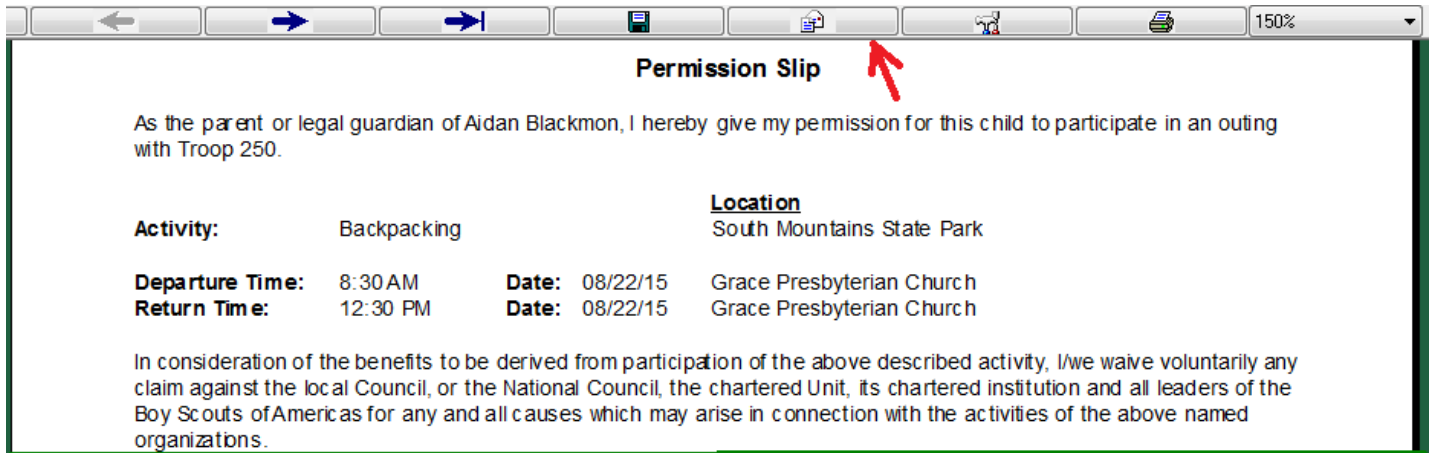 150%
Permission Slip
As the parent or legal guardian of Aidan Blackmon, I hereby give my permission for this child to participate in an outing
with Troop 250.
Location
Activity: Backpacking South Mountains State Park
Departure Time: 8:30 AM Date: 08/22/15 Grace Presbyterian Church
Return Time: 12:30 PM Date: 08/22/15 Grace Presbyterian Church
In consideration of the benefits to be derived from participation of the above described activity, I/we waive voluntarily any
claim against the local Council, or the National Council, the chartered Unit, its chartered institution and all leaders of the
Boy Scouts of Americas for any and all causes which may arise in connection with the activities of the above named
organizations.